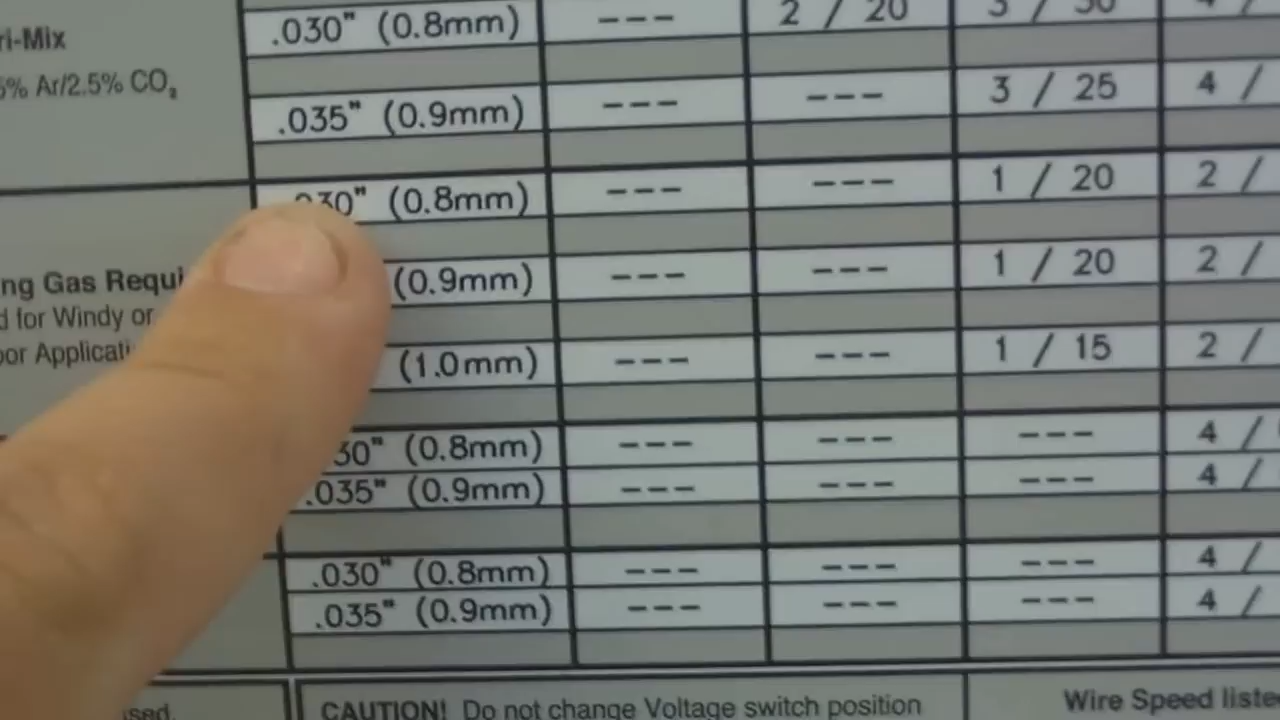 .030" (0.8mm) --- 2 / 20 3 / 30 4 /
ri-Mix
% Ar/2.5% CO₂
.035" (0.9mm) --- --- 3 / 25 4 /
30" (0.8mm) --- --- 1 / 20 2 /
ng Gas Requi (0.9mm) --- --- 1 / 20 2 /
d for Windy or
oor Applicati (1.0mm) --- --- 1 / 15 2 /
30" (0.8mm) --- --- --- 4 /
.035" (0.9mm) --- --- --- 4 /
.030" (0.8mm) --- --- --- 4 /
.035" (0.9mm) --- --- --- 4 /
used.
CAUTION! Do not change Voltage switch position
Wire Speed liste